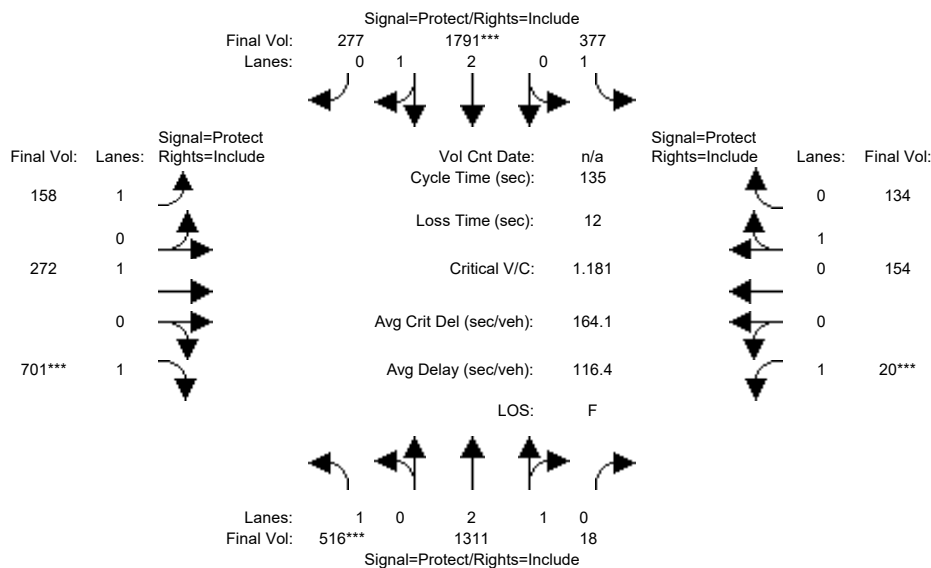 Signal=Protect/Rights=Include
Final Vol: 277 1791*** 377
Lanes: 0 1 2 0 1
Signal=Protect
Final Vol: Lanes: Rights=Include
Vol Cnt Date: n/a
Signal=Protect
Rights=Include Lanes: Final Vol:
Cycle Time (sec): 135
158 1
0 134
Loss Time (sec): 12
0
1
272 1
Critical V/C: 1.181
0 154
0
Avg Crit Del (sec/veh): 164.1
0
701*** 1
Avg Delay (sec/veh): 116.4
1 20***
LOS: F
Lanes: 1 0 2 1 0
Final Vol: 516*** 1311 18
Signal=Protect/Rights=Include